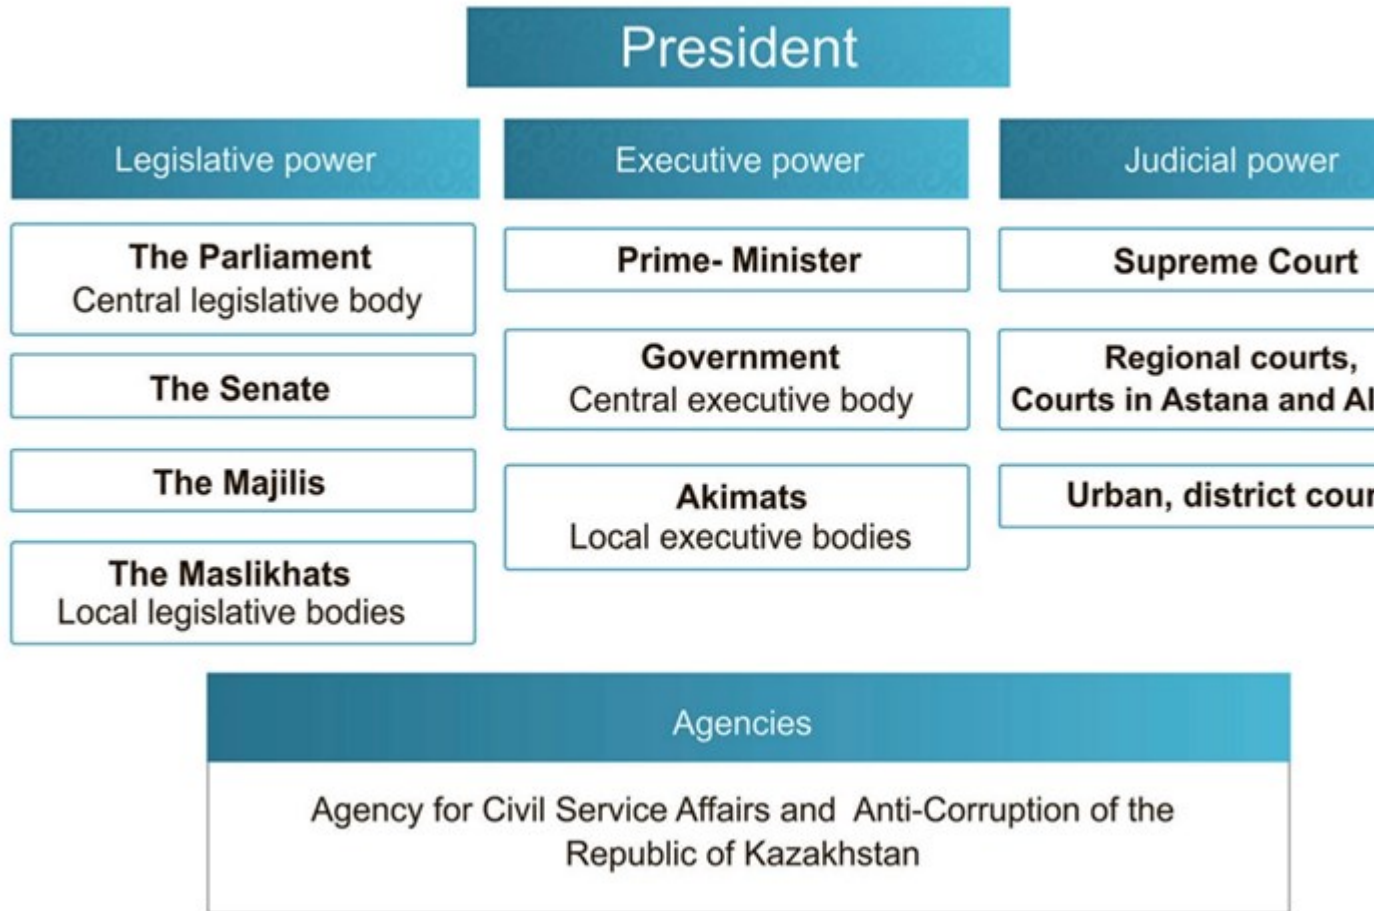 President
Legislative power
The Parliament
Central legislative body
The Senate
The Majilis
The Maslikhats
Local legislative bodies
Executive power
Prime- Minister
Government
Central executive body
Akimats
Local executive bodies
Judicial power
Supreme Court
Regional courts,
Courts in Astana and
Urban, district
Agencies
Agency for Civil Service Affairs and Anti-Corruption of the
Republic of Kazakhstan